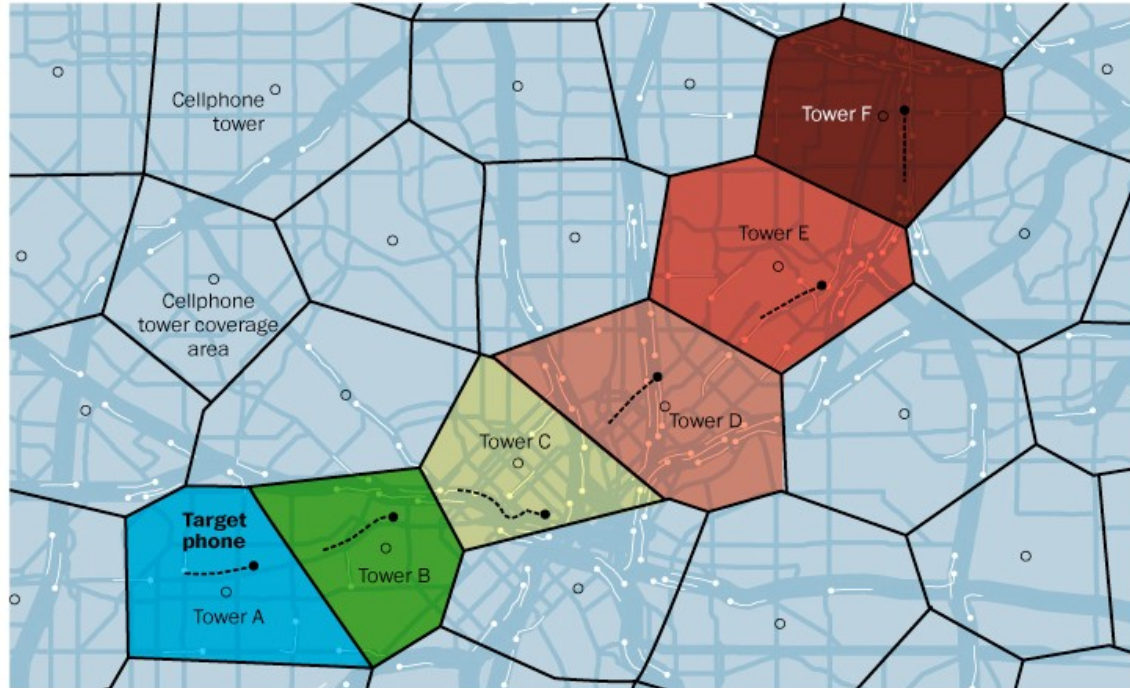 Cellphone
tower
Tower F
Tower E
Cellphone
tower coverage
area
Tower D
Tower C
Target
phone
Tower B
Tower A